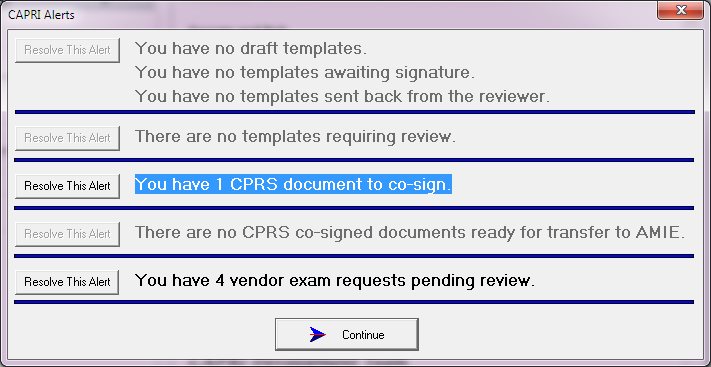 CAPRI Alerts
Resolve This Alert
You have no draft templates.
You have no templates awaiting signature.
You have no templates sent back from the reviewer.
Resolve This Alert
There are no templates requiring review.
Resolve This Alert
You have 1 CPRS document to co-sign.
Resolve This Alert
There are no CPRS co-signed documents ready for transfer to AMIE.
Resolve This Alert
You have 4 vendor exam requests pending review.
Continue